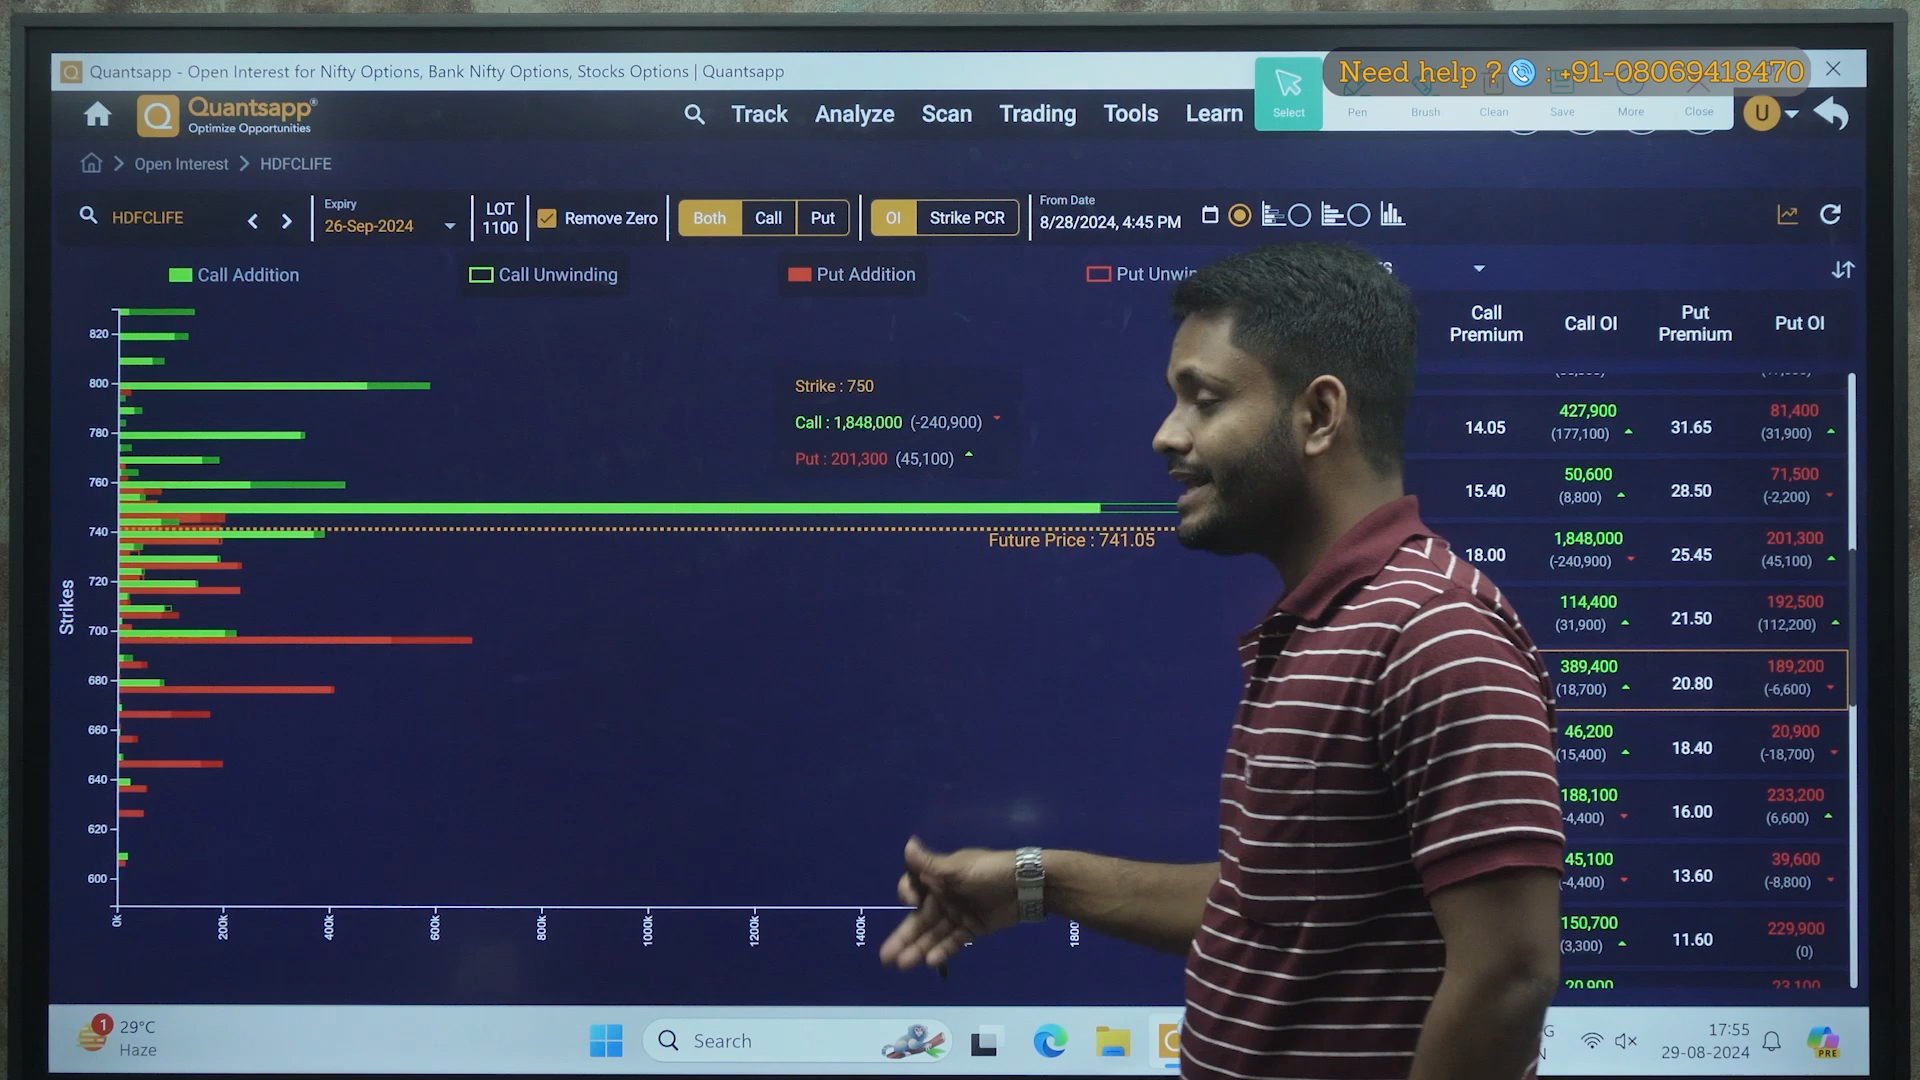 Quantsapp - Open Interest for Nifty Options, Bank Nifty Options, Stocks Options | Quantsapp
Need help ? : +91-08069418470
Select Pen Brush Clean Save More Close
Quantsapp®
Optimize Opportunities
Track Analyze Scan Trading Tools Learn
U
Open Interest > HDFCLIFE
HDFCLIFE
Expiry
26-Sep-2024
LOT
1100
Remove Zero
Both Call Put
OI Strike PCR
From Date
8/28/2024, 4:45 PM
Call Addition
Call Unwinding
Put Addition
Strikes
820
800
780
760
740
720
700
680
660
640
620
600
0k 200k 400k 600k 800k 1000k 1200k 1400k 1800
Strike : 750
Call : 1,848,000 (-240,900)
Put : 201,300 (45,100)
Future Price : 741.05
Call Premium Call OI Put Premium Put OI
14.05 427,900 (177,100) 31.65 81,400 (31,900)
15.40 50,600 (8,800) 28.50 71,500 (-2,200)
18.00 1,848,000 (-240,900) 25.45 201,300 (45,100)
114,400 (31,900) 21.50 192,500 (112,200)
389,400 (18,700) 20.80 189,200 (-6,600)
46,200 (15,400) 18.40 20,900 (-18,700)
188,100 -4,400) 16.00 233,200 (6,600)
45,100 -4,400) 13.60 39,600 (-8,800)
150,700 (3,300) 11.60 229,900 (0)
20,900 23,100
1
29°C
Haze
Search
17:55
29-08-2024
PRE